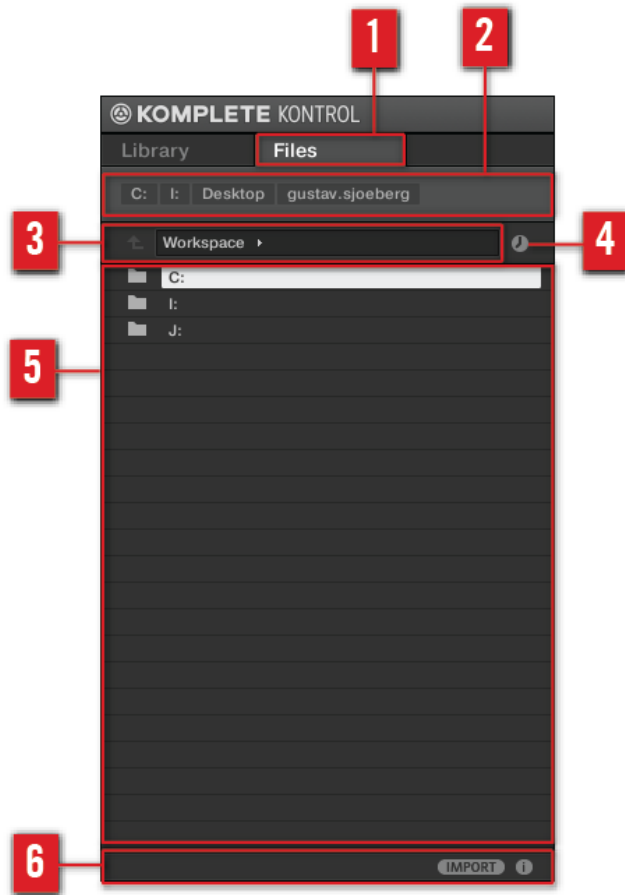 1 2
KOMPLETE KONTROL
Library Files
C: I: Desktop gustav.sjoeberg
3 Workspace 4
C:
I:
J:
5
6 IMPORT i